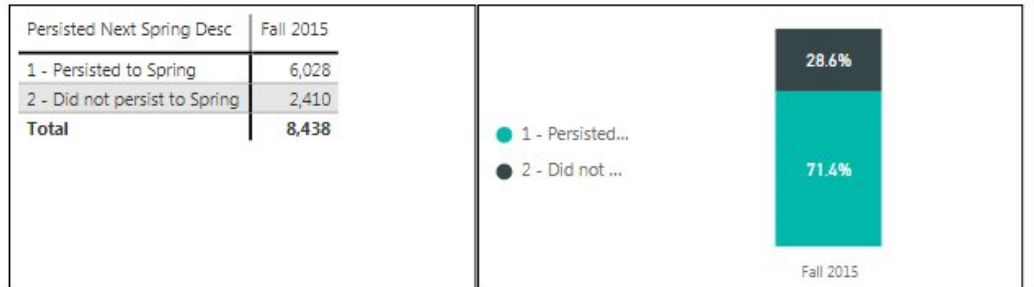 Persisted Next Spring Desc Fall 2015
1 - Persisted to Spring 6,028
2 - Did not persist to Spring 2,410
Total 8,438
1 - Persisted...
2 - Did not ...
28.6%
71.4%
Fall 2015